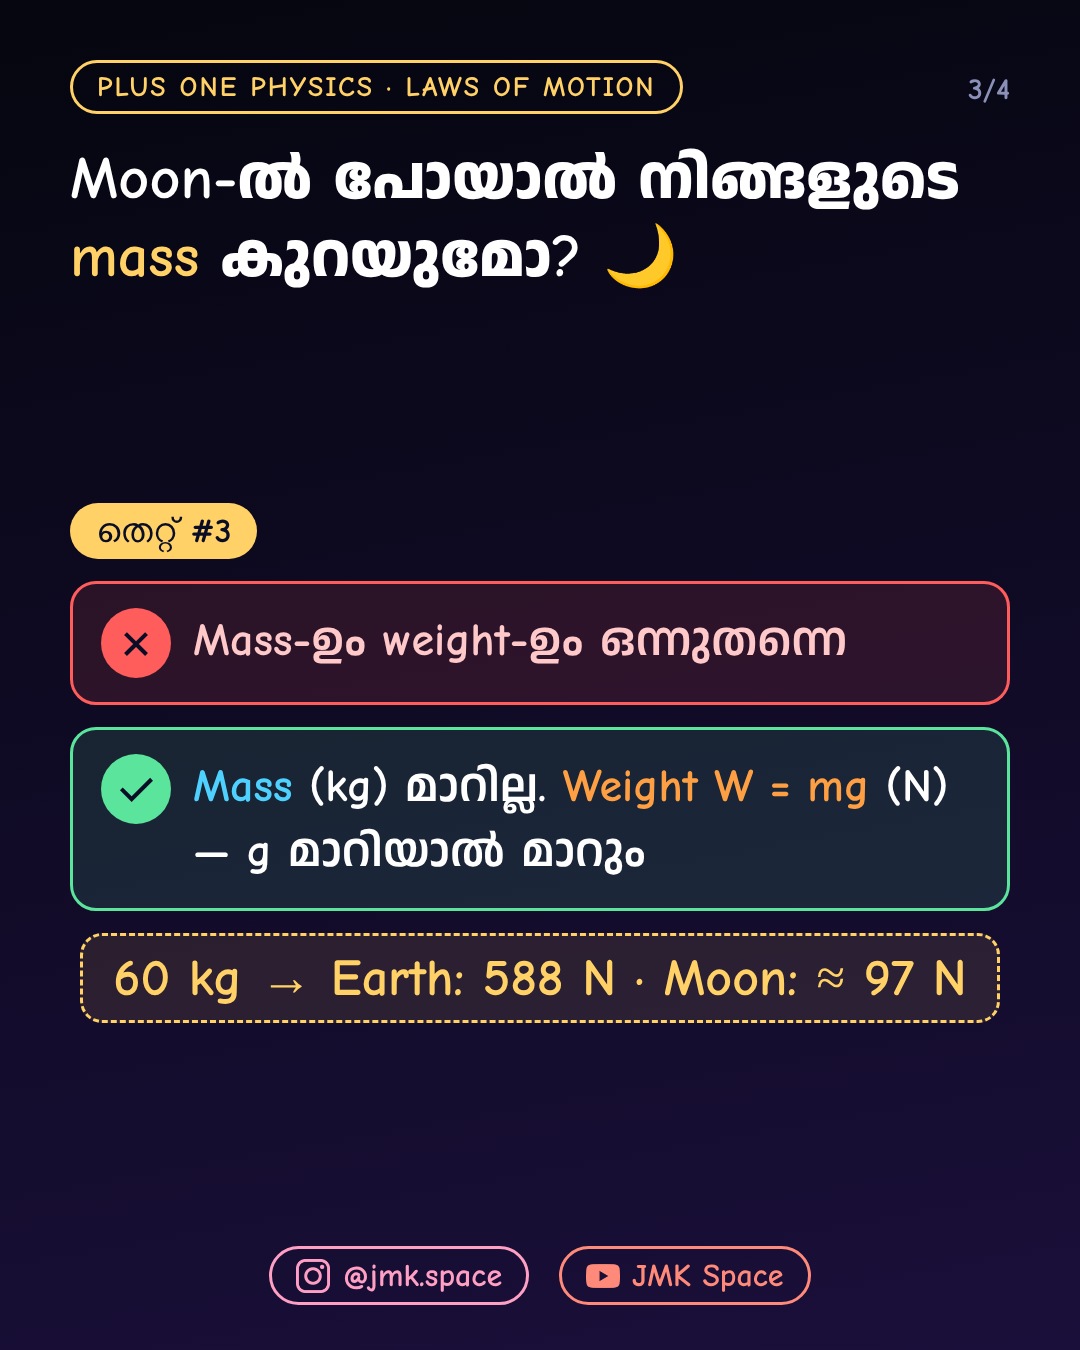 PLUS ONE PHYSICS · LAWS OF MOTION
3/4
Moon-ൽ പോയാൽ നിങ്ങളുടെ
mass കുറയുമോ? 🌙
തെറ്റ് #3
Mass-ഉം weight-ഉം ഒന്നുതന്നെ
Mass (kg) മാറില്ല. Weight W = mg (N)
— g മാറിയാൽ മാറും
60 kg → Earth: 588 N · Moon: ≈ 97 N
@jmk.space
JMK Space